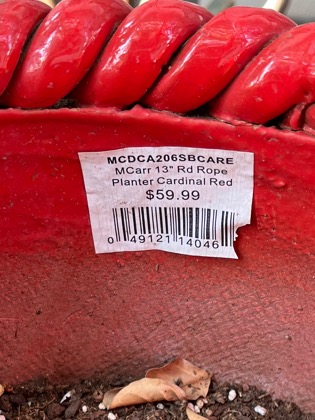 MCDCA206SBCARE
MCarr 13" Rd Rope
Planter Cardinal Red
$59.99
0 49121 14046